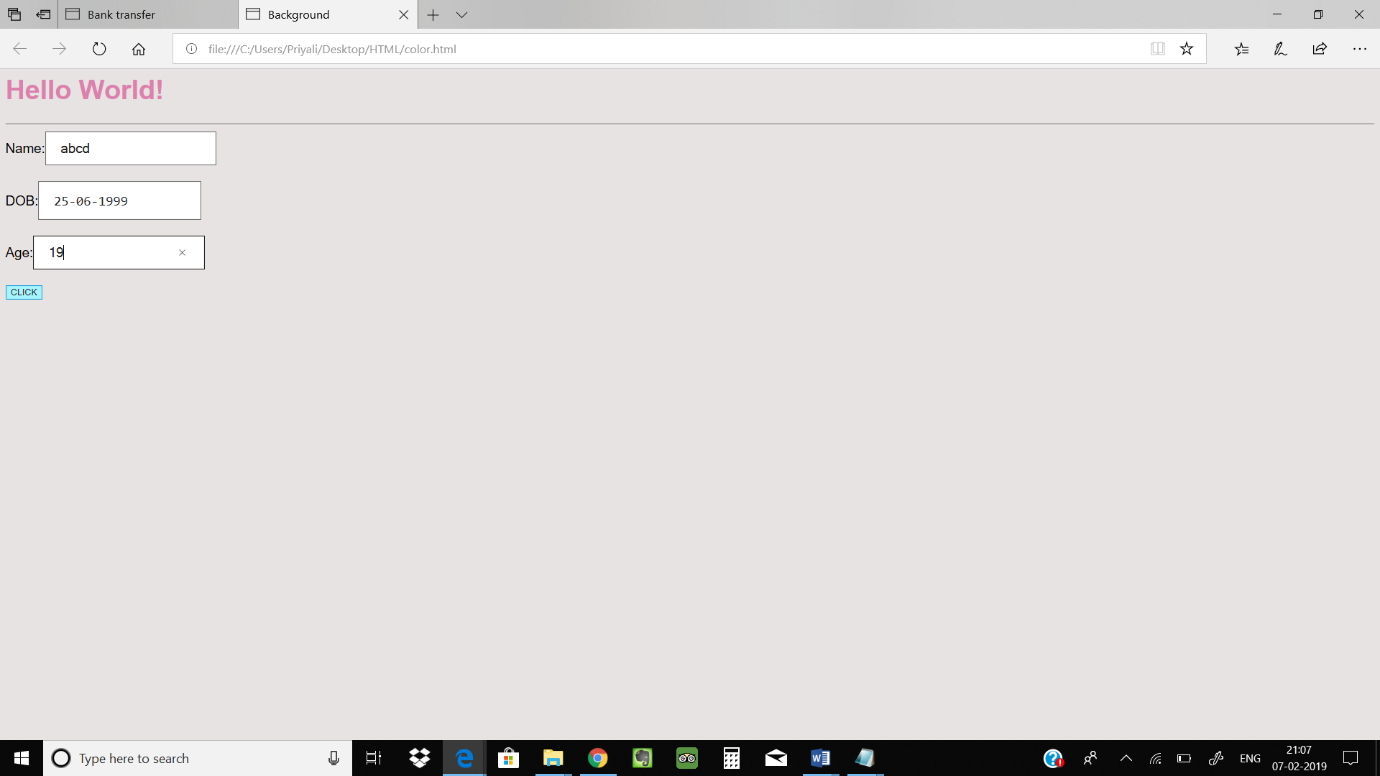 Bank transfer
Background
file:///C:/Users/Priyali/Desktop/HTML/color.html
Hello World!
Name: abcd
DOB: 25-06-1999
Age: 19
CLICK
Type here to search
ENG
21:07
07-02-2019